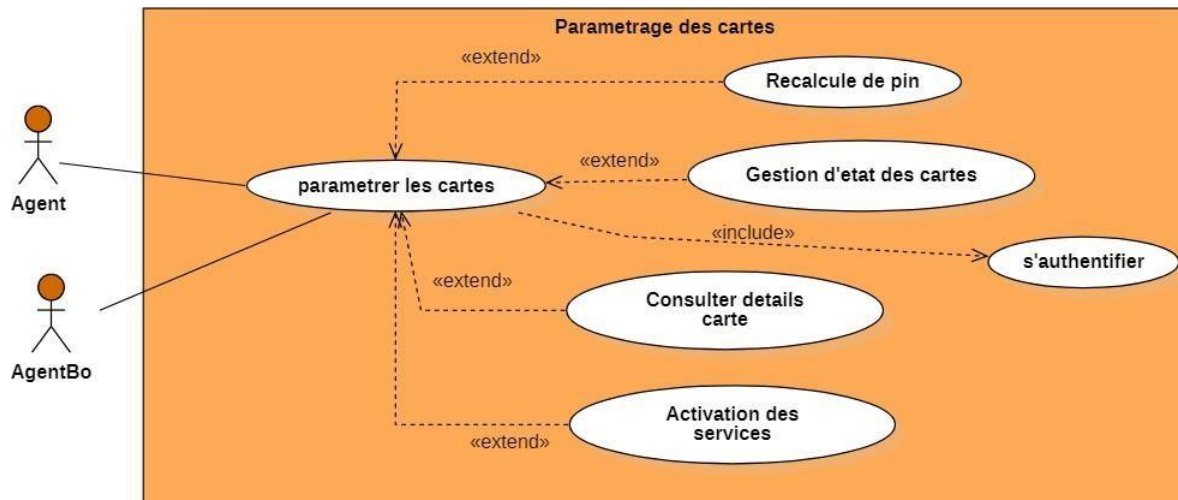 Parametrage des cartes
«extend»
Recalcule de pin
Agent
parametrer les cartes
«extend»
Gestion d'etat des cartes
«include»
s'authentifier
AgentBo
«extend»
Consulter details
carte
Activation des
services
«extend»